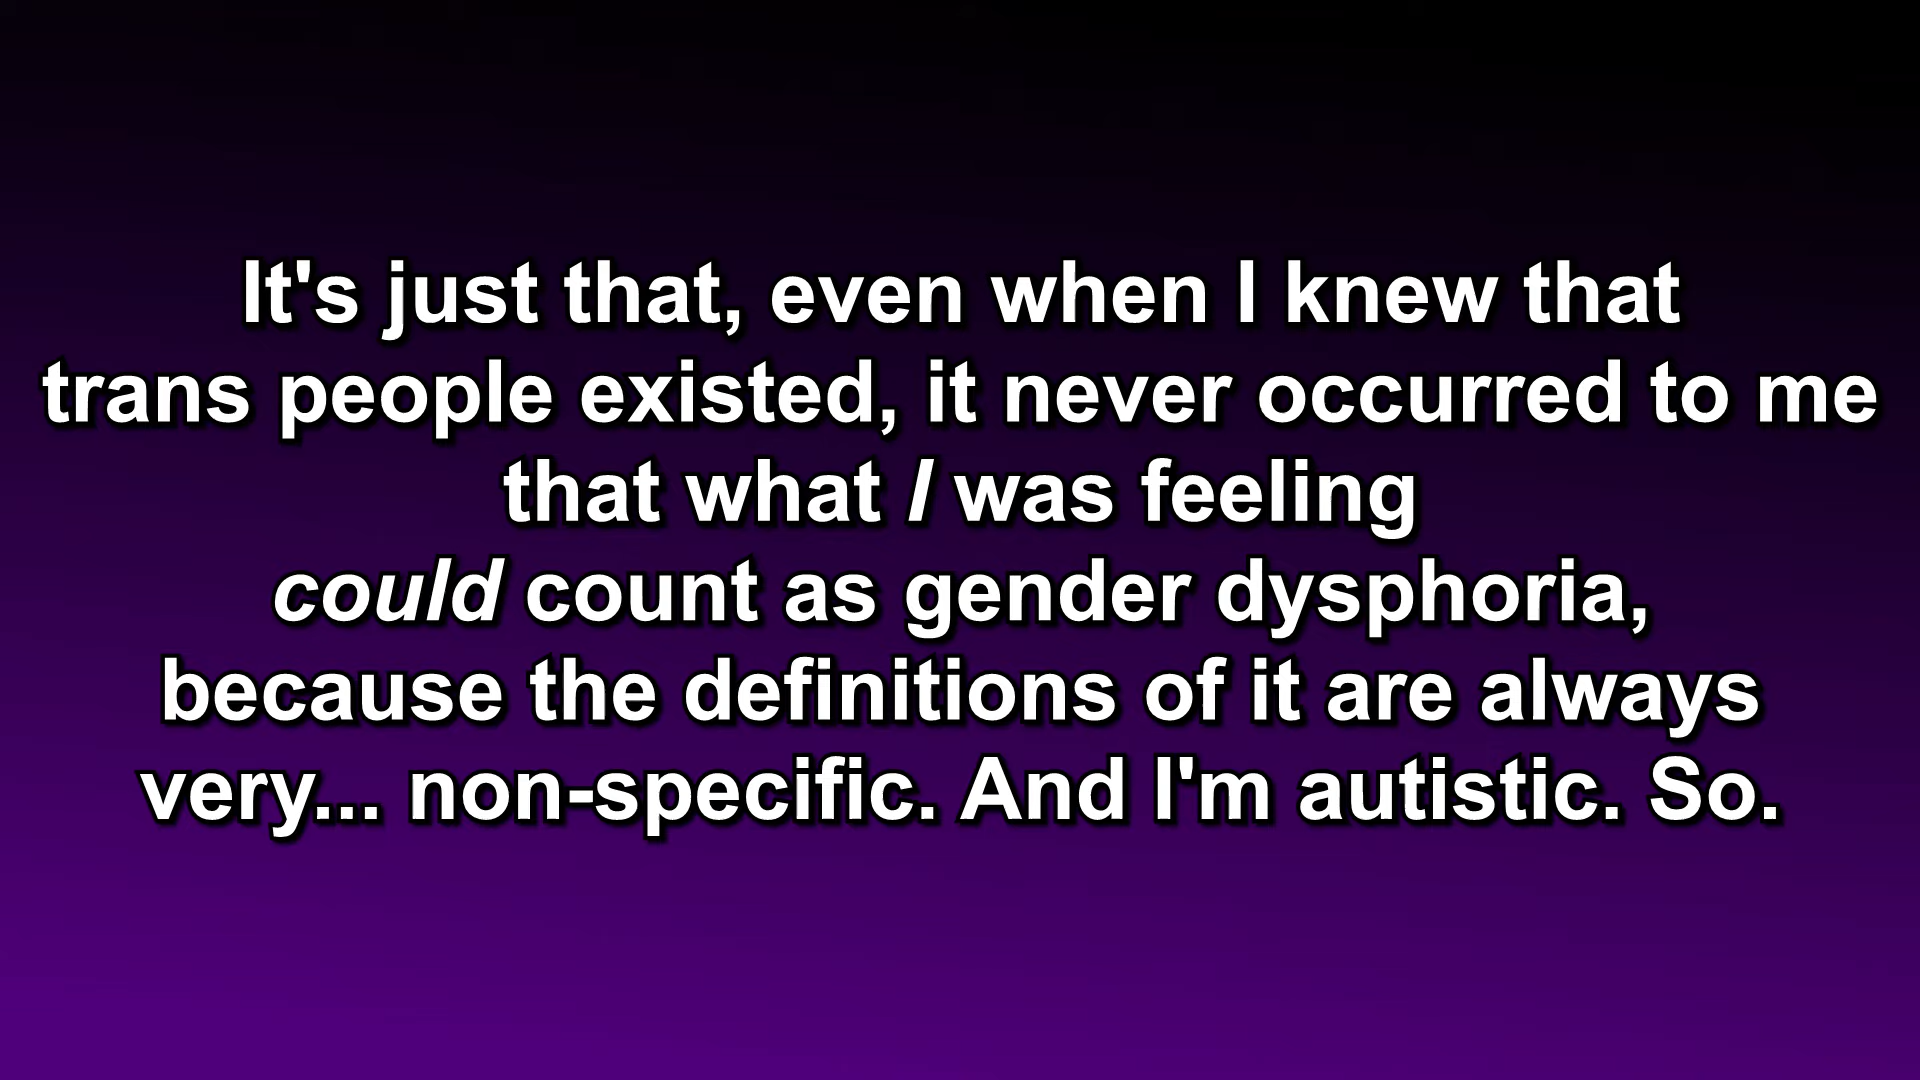 It's just that, even when I knew that
trans people existed, it never occurred to me
that what I was feeling
could count as gender dysphoria,
because the definitions of it are always
very... non-specific. And I'm autistic. So.